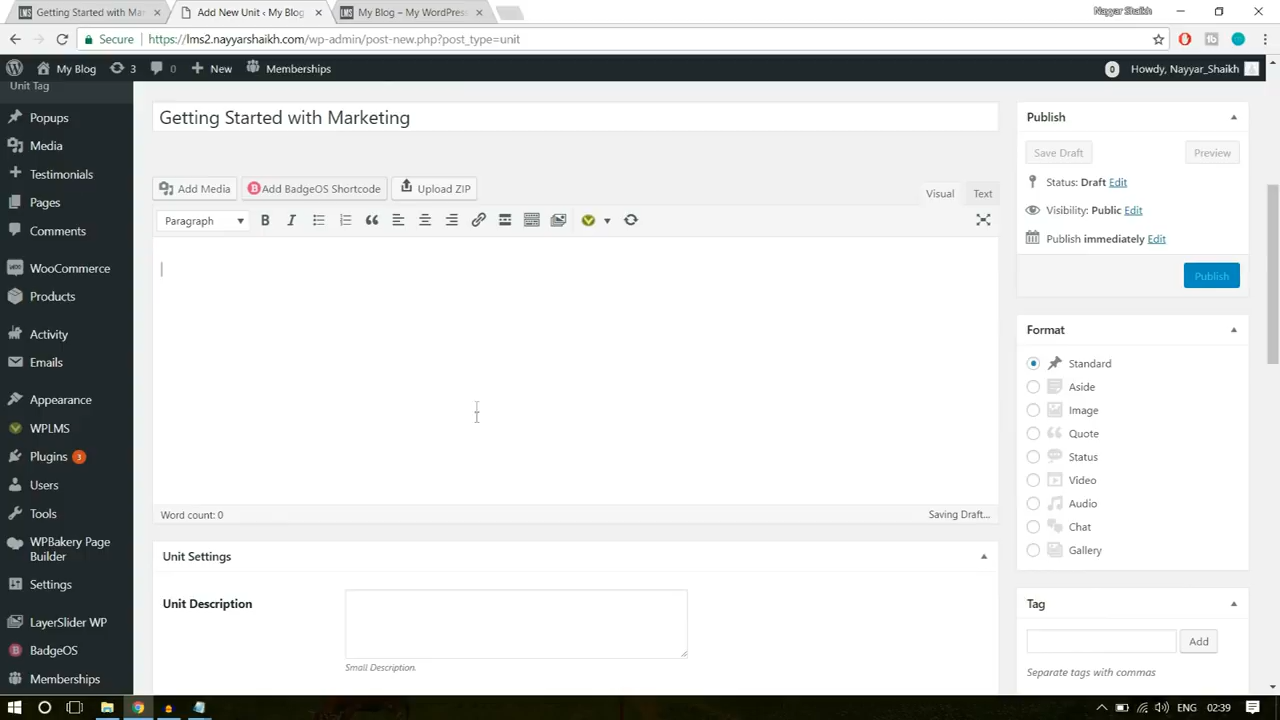 Getting Started with Mar
Add New Unit ‹ My Blog
My Blog – My WordPres
Nayyar Shaikh
Secure
https://lms2.nayyarshaikh.com/wp-admin/post-new.php?post_type=unit
My Blog
3
0
New
Memberships
0
Howdy, Nayyar_Shaikh
Unit Tag
Popups
Media
Testimonials
Pages
Comments
WooCommerce
Products
Activity
Emails
Appearance
WPLMS
Plugins 3
Users
Tools
WPBakery Page
Builder
Settings
LayerSlider WP
BadgeOS
Memberships
Getting Started with Marketing
Add Media
Add BadgeOS Shortcode
Upload ZIP
Visual
Text
Paragraph
B
I
Word count: 0
Saving Draft...
Unit Settings
Unit Description
Small Description.
Publish
Save Draft
Preview
Status: Draft Edit
Visibility: Public Edit
Publish immediately Edit
Publish
Format
Standard
Aside
Image
Quote
Status
Video
Audio
Chat
Gallery
Tag
Add
Separate tags with commas
ENG
02:39